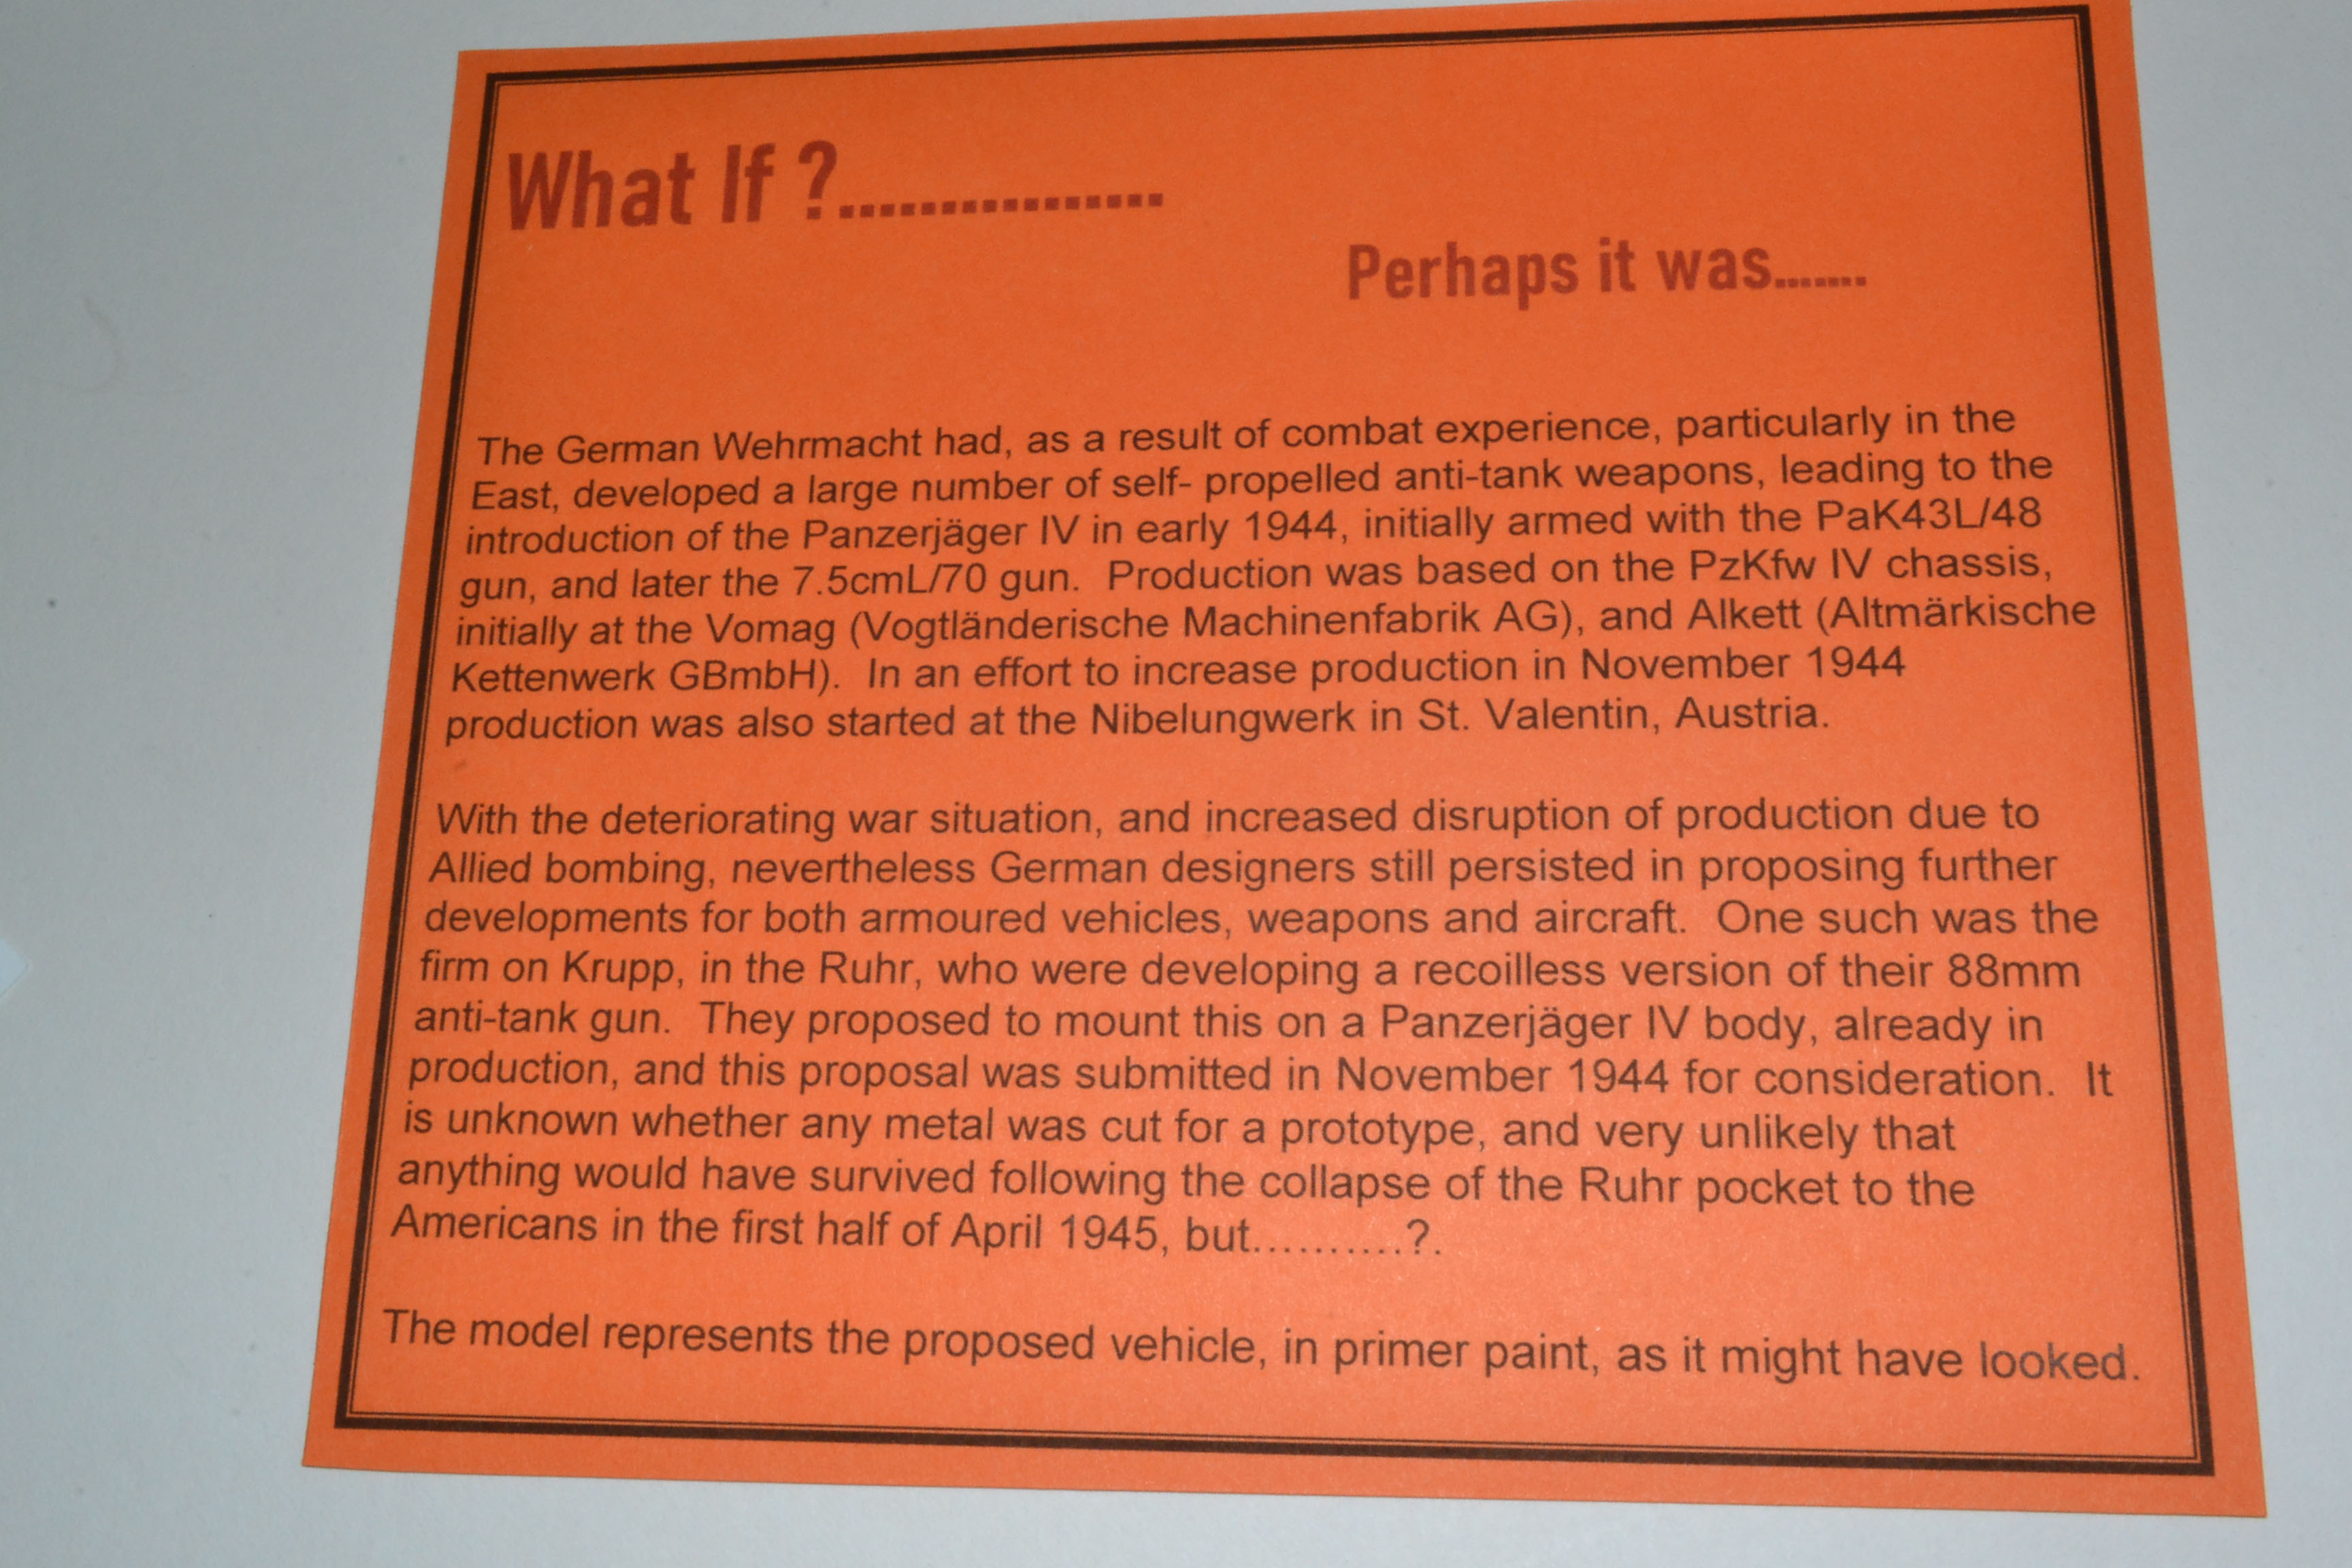 What If ?................
Perhaps it was.......
The German Wehrmacht had, as a result of combat experience, particularly in the
East, developed a large number of self- propelled anti-tank weapons, leading to the
introduction of the Panzerjäger IV in early 1944, initially armed with the PaK43L/48
gun, and later the 7.5cmL/70 gun.  Production was based on the PzKfw IV chassis,
initially at the Vomag (Vogtländerische Machinenfabrik AG), and Alkett (Altmärkische
Kettenwerk GBmbH).  In an effort to increase production in November 1944
production was also started at the Nibelungwerk in St. Valentin, Austria.
With the deteriorating war situation, and increased disruption of production due to
Allied bombing, nevertheless German designers still persisted in proposing further
developments for both armoured vehicles, weapons and aircraft.  One such was the
firm on Krupp, in the Ruhr, who were developing a recoilless version of their 88mm
anti-tank gun.  They proposed to mount this on a Panzerjäger IV body, already in
production, and this proposal was submitted in November 1944 for consideration.  It
is unknown whether any metal was cut for a prototype, and very unlikely that
anything would have survived following the collapse of the Ruhr pocket to the
Americans in the first half of April 1945, but..........?.
The model represents the proposed vehicle, in primer paint, as it might have looked.